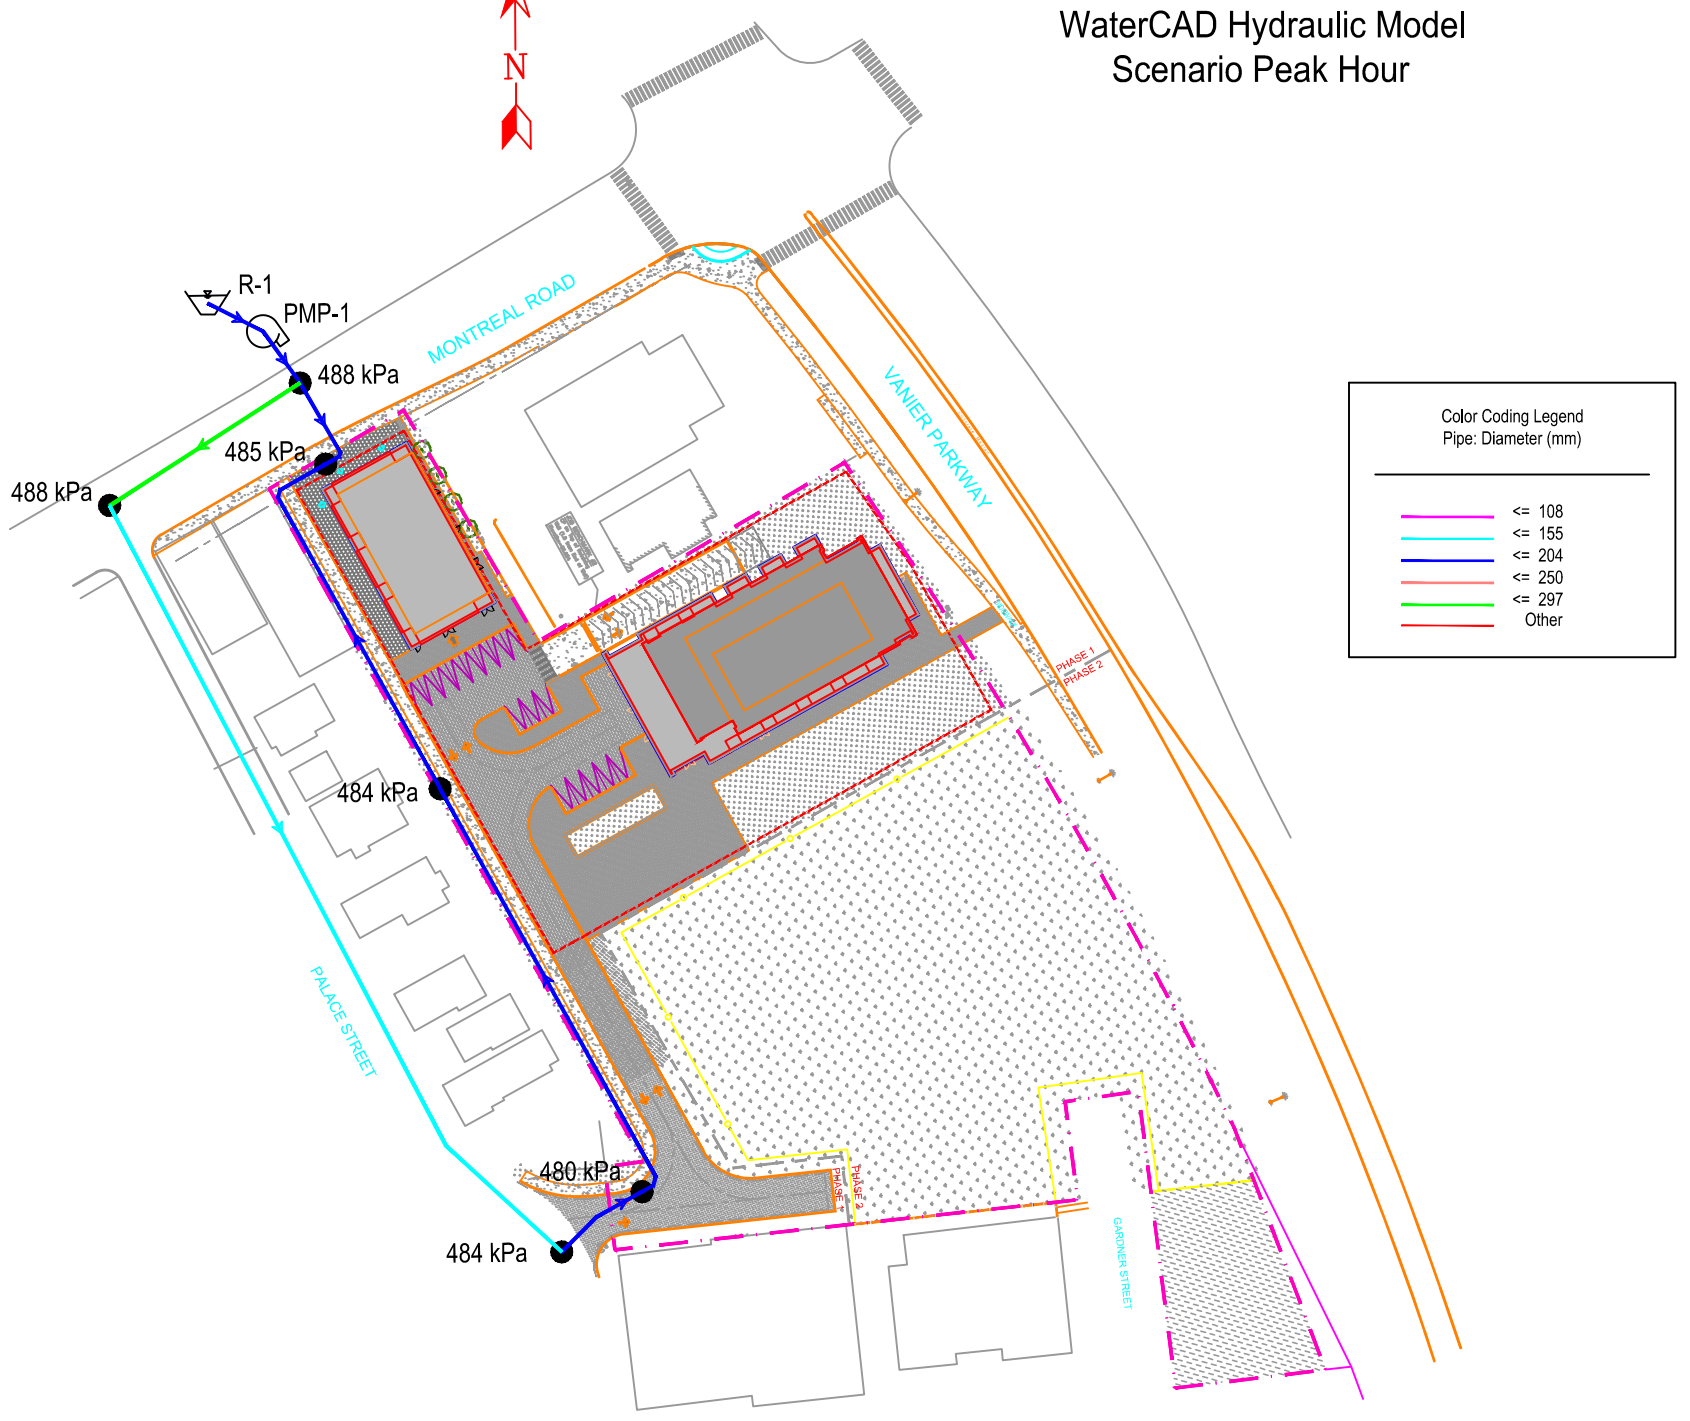 WaterCAD Hydraulic Model
Scenario Peak Hour
N
R-1
PMP-1
MONTREAL ROAD
488 kPa
VANIER PARKWAY
485 kPa
488 kPa
Color Coding Legend
Pipe: Diameter (mm)
<= 108
<= 155
<= 204
<= 250
<= 297
Other
PHASE 1
PHASE 2
484 kPa
PALACE STREET
480 kPa
PHASE 1
PHASE 2
484 kPa
GARDNER STREET